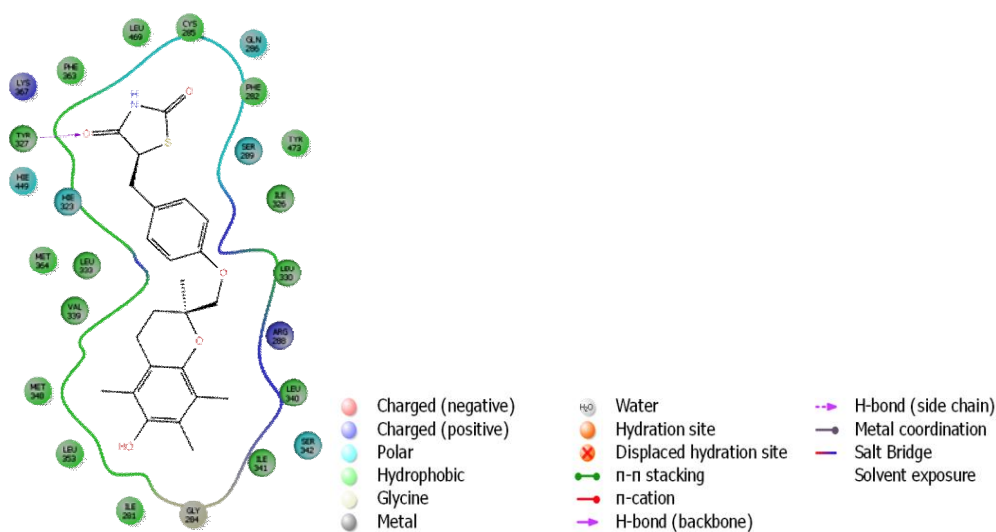 LEU
469
CYS
285
GLN
286
PHE
363
LYS
367
PHE
282
H
N
O
O
S
TYR
327
TYR
473
SER
289
HIE
449
HIE
323
ILE
326
MET
364
LEU
333
O
LEU
330
VAL
339
ARG
288
O
MET
348
LEU
340
HO
SER
342
LEU
353
ILE
341
ILE
281
GLY
284
Charged (negative)
Charged (positive)
Polar
Hydrophobic
Glycine
Metal
H₂O Water
Hydration site
Displaced hydration site
π-π stacking
π-cation
H-bond (backbone)
H-bond (side chain)
Metal coordination
Salt Bridge
Solvent exposure